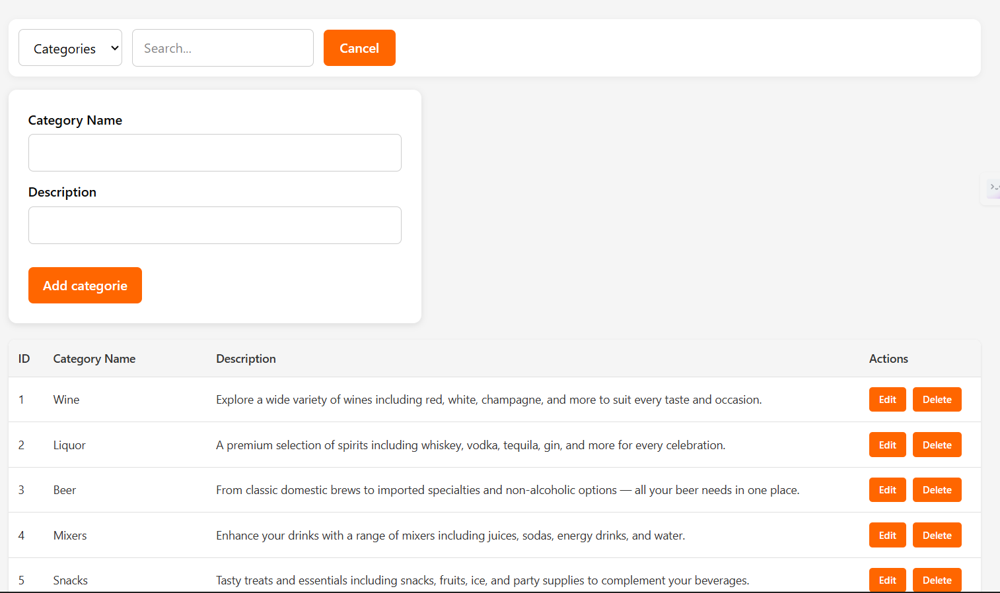 Categories Search... Cancel
Category Name
Description
Add categorie
ID Category Name Description Actions
1 Wine Explore a wide variety of wines including red, white, champagne, and more to suit every taste and occasion. Edit Delete
2 Liquor A premium selection of spirits including whiskey, vodka, tequila, gin, and more for every celebration. Edit Delete
3 Beer From classic domestic brews to imported specialties and non-alcoholic options — all your beer needs in one place. Edit Delete
4 Mixers Enhance your drinks with a range of mixers including juices, sodas, energy drinks, and water. Edit Delete
5 Snacks Tasty treats and essentials including snacks, fruits, ice, and party supplies to complement your beverages. Edit Delete